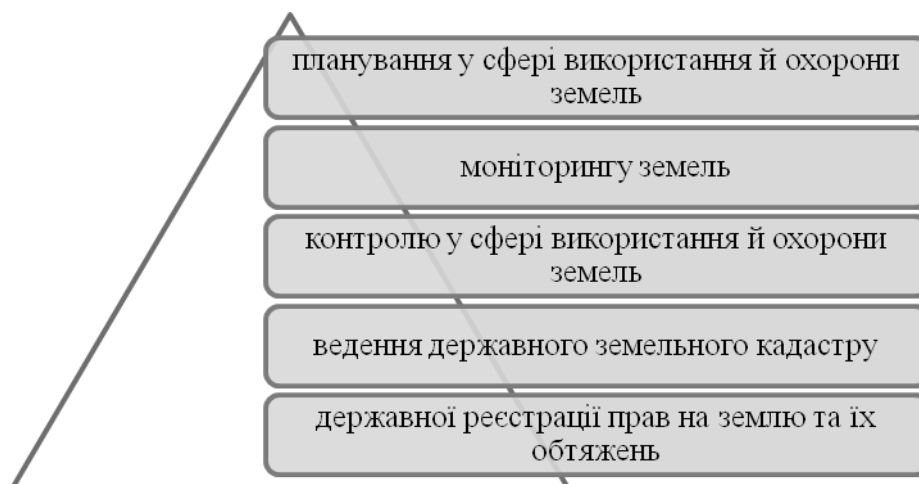 планування у сфері використання й охорони
земель
моніторингу земель
контролю у сфері використання й охорони
земель
ведення державного земельного кадастру
державної реєстрації прав на землю та їх
обтяжень